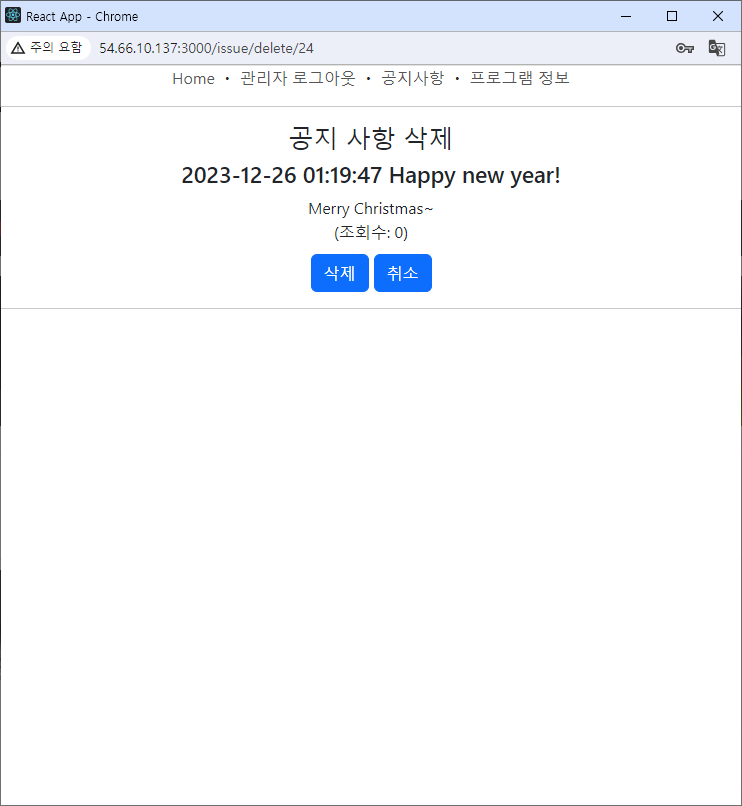 React App - Chrome
주의 요함 54.66.10.137:3000/issue/delete/24
Home · 관리자 로그아웃 · 공지사항 · 프로그램 정보
공지 사항 삭제
2023-12-26 01:19:47 Happy new year!
Merry Christmas~
(조회수: 0)
삭제 취소